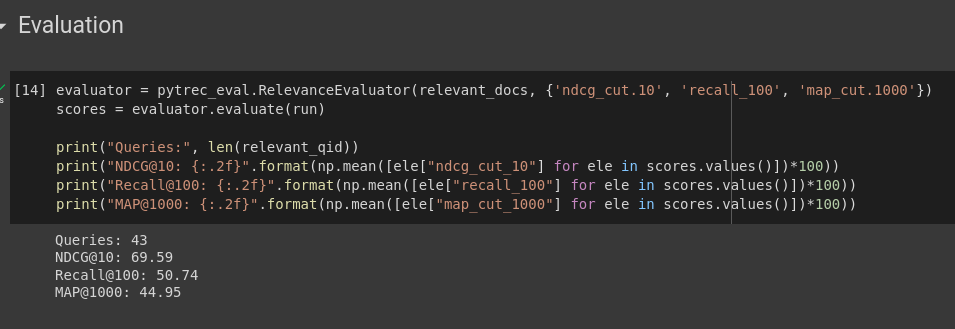 Evaluation
[14] evaluator = pytrec_eval.RelevanceEvaluator(relevant_docs, {'ndcg_cut.10', 'recall_100', 'map_cut.1000'})
s scores = evaluator.evaluate(run)
print("Queries:", len(relevant_qid))
print("NDCG@10: {:.2f}".format(np.mean([ele["ndcg_cut_10"] for ele in scores.values()])*100))
print("Recall@100: {:.2f}".format(np.mean([ele["recall_100"] for ele in scores.values()])*100))
print("MAP@1000: {:.2f}".format(np.mean([ele["map_cut_1000"] for ele in scores.values()])*100))
Queries: 43
NDCG@10: 69.59
Recall@100: 50.74
MAP@1000: 44.95